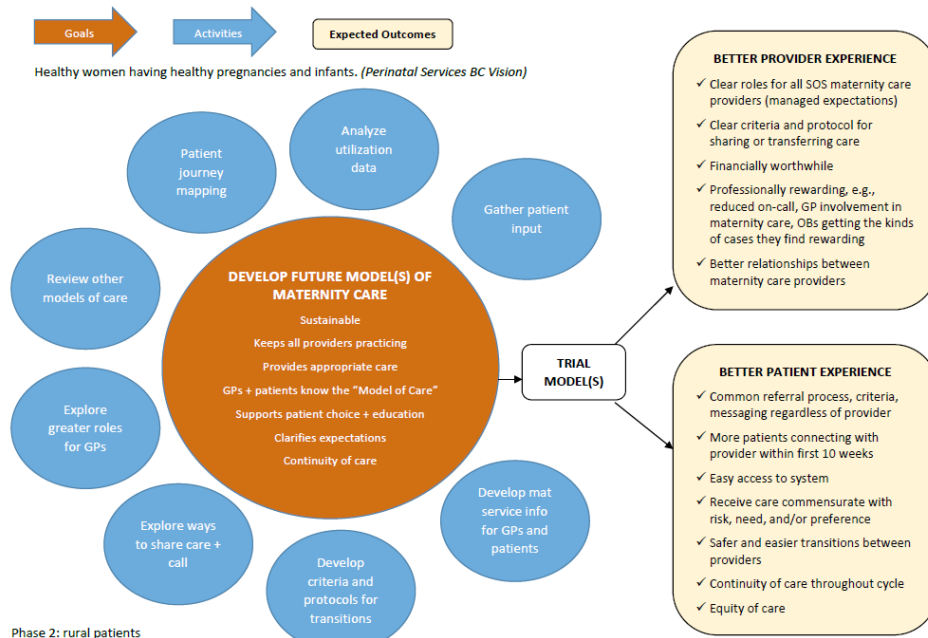 Goals
Activities
Expected Outcomes
Healthy women having healthy pregnancies and infants. (Perinatal Services BC Vision)
Analyze
utilization
data
Patient
journey
mapping
Gather patient
input
Review other
models of care
Explore
greater roles
for GPs
Explore ways
to share care +
call
Develop
criteria and
protocols for
transitions
Develop mat
service info
for GPs and
patients
DEVELOP FUTURE MODEL(S) OF
MATERNITY CARE
Sustainable
Keeps all providers practicing
Provides appropriate care
GPs + patients know the “Model of Care”
Supports patient choice + education
Clarifies expectations
Continuity of care
TRIAL
MODEL(S)
BETTER PROVIDER EXPERIENCE
✓ Clear roles for all SOS maternity care
providers (managed expectations)
✓ Clear criteria and protocol for
sharing or transferring care
✓ Financially worthwhile
✓ Professionally rewarding, e.g.,
reduced on-call, GP involvement in
maternity care, OBs getting the kinds
of cases they find rewarding
✓ Better relationships between
maternity care providers
BETTER PATIENT EXPERIENCE
✓ Common referral process, criteria,
messaging regardless of provider
✓ More patients connecting with
provider within first 10 weeks
✓ Easy access to system
✓ Receive care commensurate with
risk, need, and/or preference
✓ Safer and easier transitions between
providers
✓ Continuity of care throughout cycle
✓ Equity of care
Phase 2: rural patients